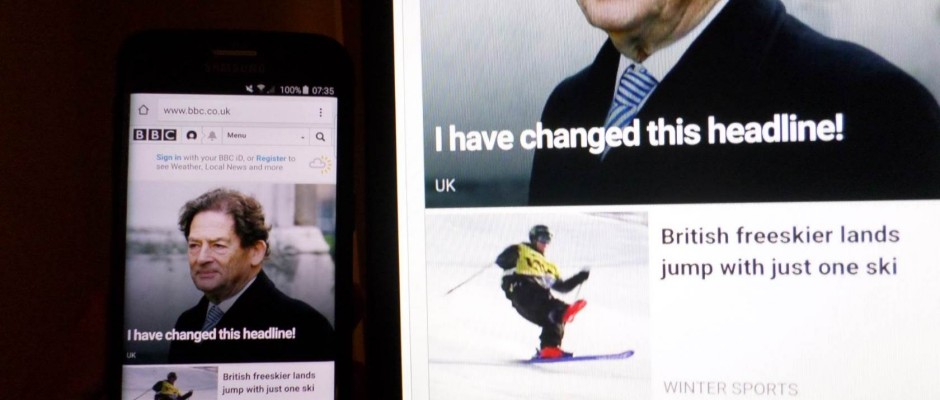 SAMSUNG
100% 07:35
www.bbc.co.uk
BBC Menu
Sign in with your BBC iD, or Register to
see Weather, Local News and more
I have changed this headline!
UK
British freeskier lands
jump with just one ski
I have changed this headline!
UK
British freeskier lands
jump with just one ski
WINTER SPORTS